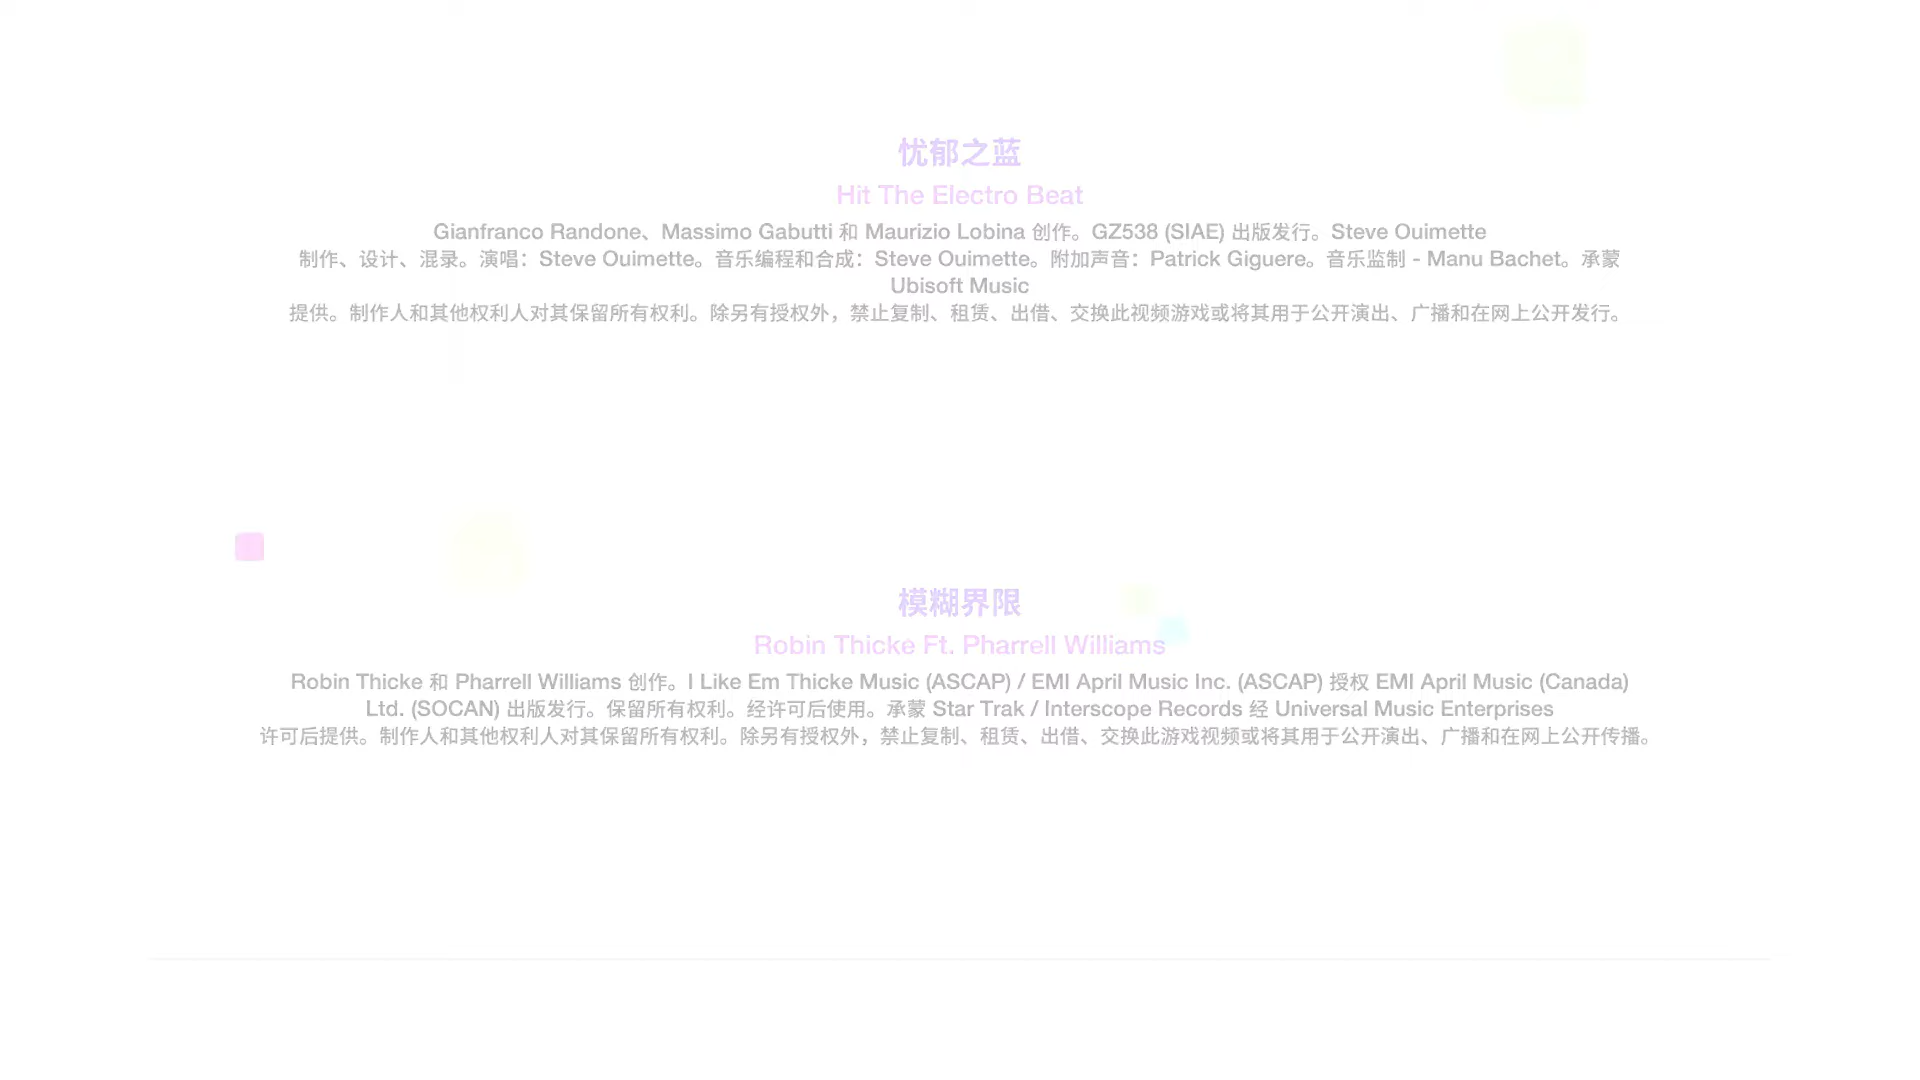 忧郁之蓝
Hit The Electro Beat
Gianfranco Randone、Massimo Gabutti 和 Maurizio Lobina 创作。GZ538 (SIAE) 出版发行。Steve Ouimette
制作、设计、混录。演唱：Steve Ouimette。音乐编程和合成：Steve Ouimette。附加声音：Patrick Giguere。音乐监制 - Manu Bachet。承蒙
Ubisoft Music
提供。制作人和其他权利人对其保留所有权利。除另有授权外，禁止复制、租赁、出借、交换此视频游戏或将其用于公开演出、广播和在网上公开发行。
模糊界限
Robin Thicke Ft. Pharrell Williams
Robin Thicke 和 Pharrell Williams 创作。I Like Em Thicke Music (ASCAP) / EMI April Music Inc. (ASCAP) 授权 EMI April Music (Canada)
Ltd. (SOCAN) 出版发行。保留所有权利。经许可后使用。承蒙 Star Trak / Interscope Records 经 Universal Music Enterprises
许可后提供。制作人和其他权利人对其保留所有权利。除另有授权外，禁止复制、租赁、出借、交换此游戏视频或将其用于公开演出、广播和在网上公开传播。